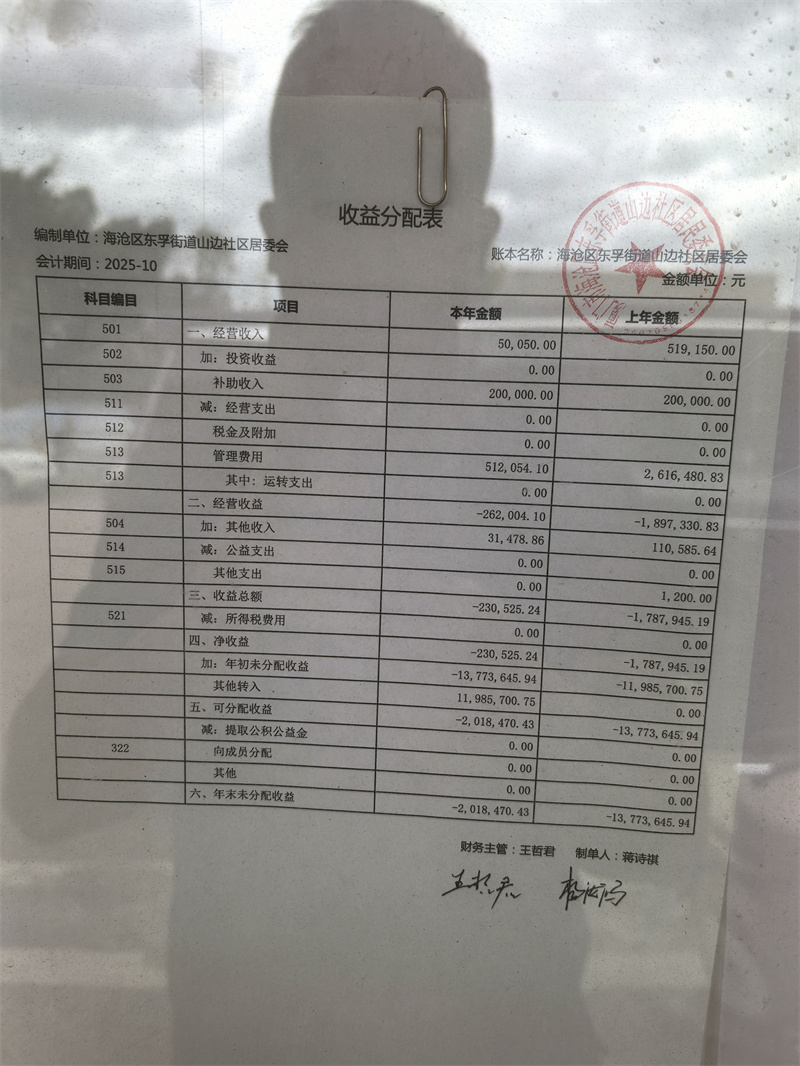 收益分配表
编制单位：海沧区东孚街道山边社区居委会 账本名称：海沧区东孚街道山边社区居委会
会计期间：2025-10 金额单位：元
科目编目 项目 本年金额 上年金额
501 一、经营收入 50,050.00 519,150.00
502 加：投资收益 0.00 0.00
503 补助收入 200,000.00 200,000.00
511 减：经营支出 0.00 0.00
512 税金及附加 0.00 0.00
513 管理费用 512,054.10 2,616,480.83
513 其中：运转支出 0.00 0.00
二、经营收益 -262,004.10 -1,897,330.83
504 加：其他收入 31,478.86 110,585.64
514 减：公益支出 0.00 0.00
515 其他支出 0.00 1,200.00
三、收益总额 -230,525.24 -1,787,945.19
521 减：所得税费用 0.00 0.00
四、净收益 -230,525.24 -1,787,945.19
加：年初未分配收益 -13,773,645.94 -11,985,700.75
其他转入 11,985,700.75 0.00
五、可分配收益 -2,018,470.43 -13,773,645.94
减：提取公积公益金 0.00 0.00
322 向成员分配 0.00 0.00
其他 0.00 0.00
六、年末未分配收益 -2,018,470.43 -13,773,645.94
财务主管：王哲君 制单人：蒋诗祺
王哲君